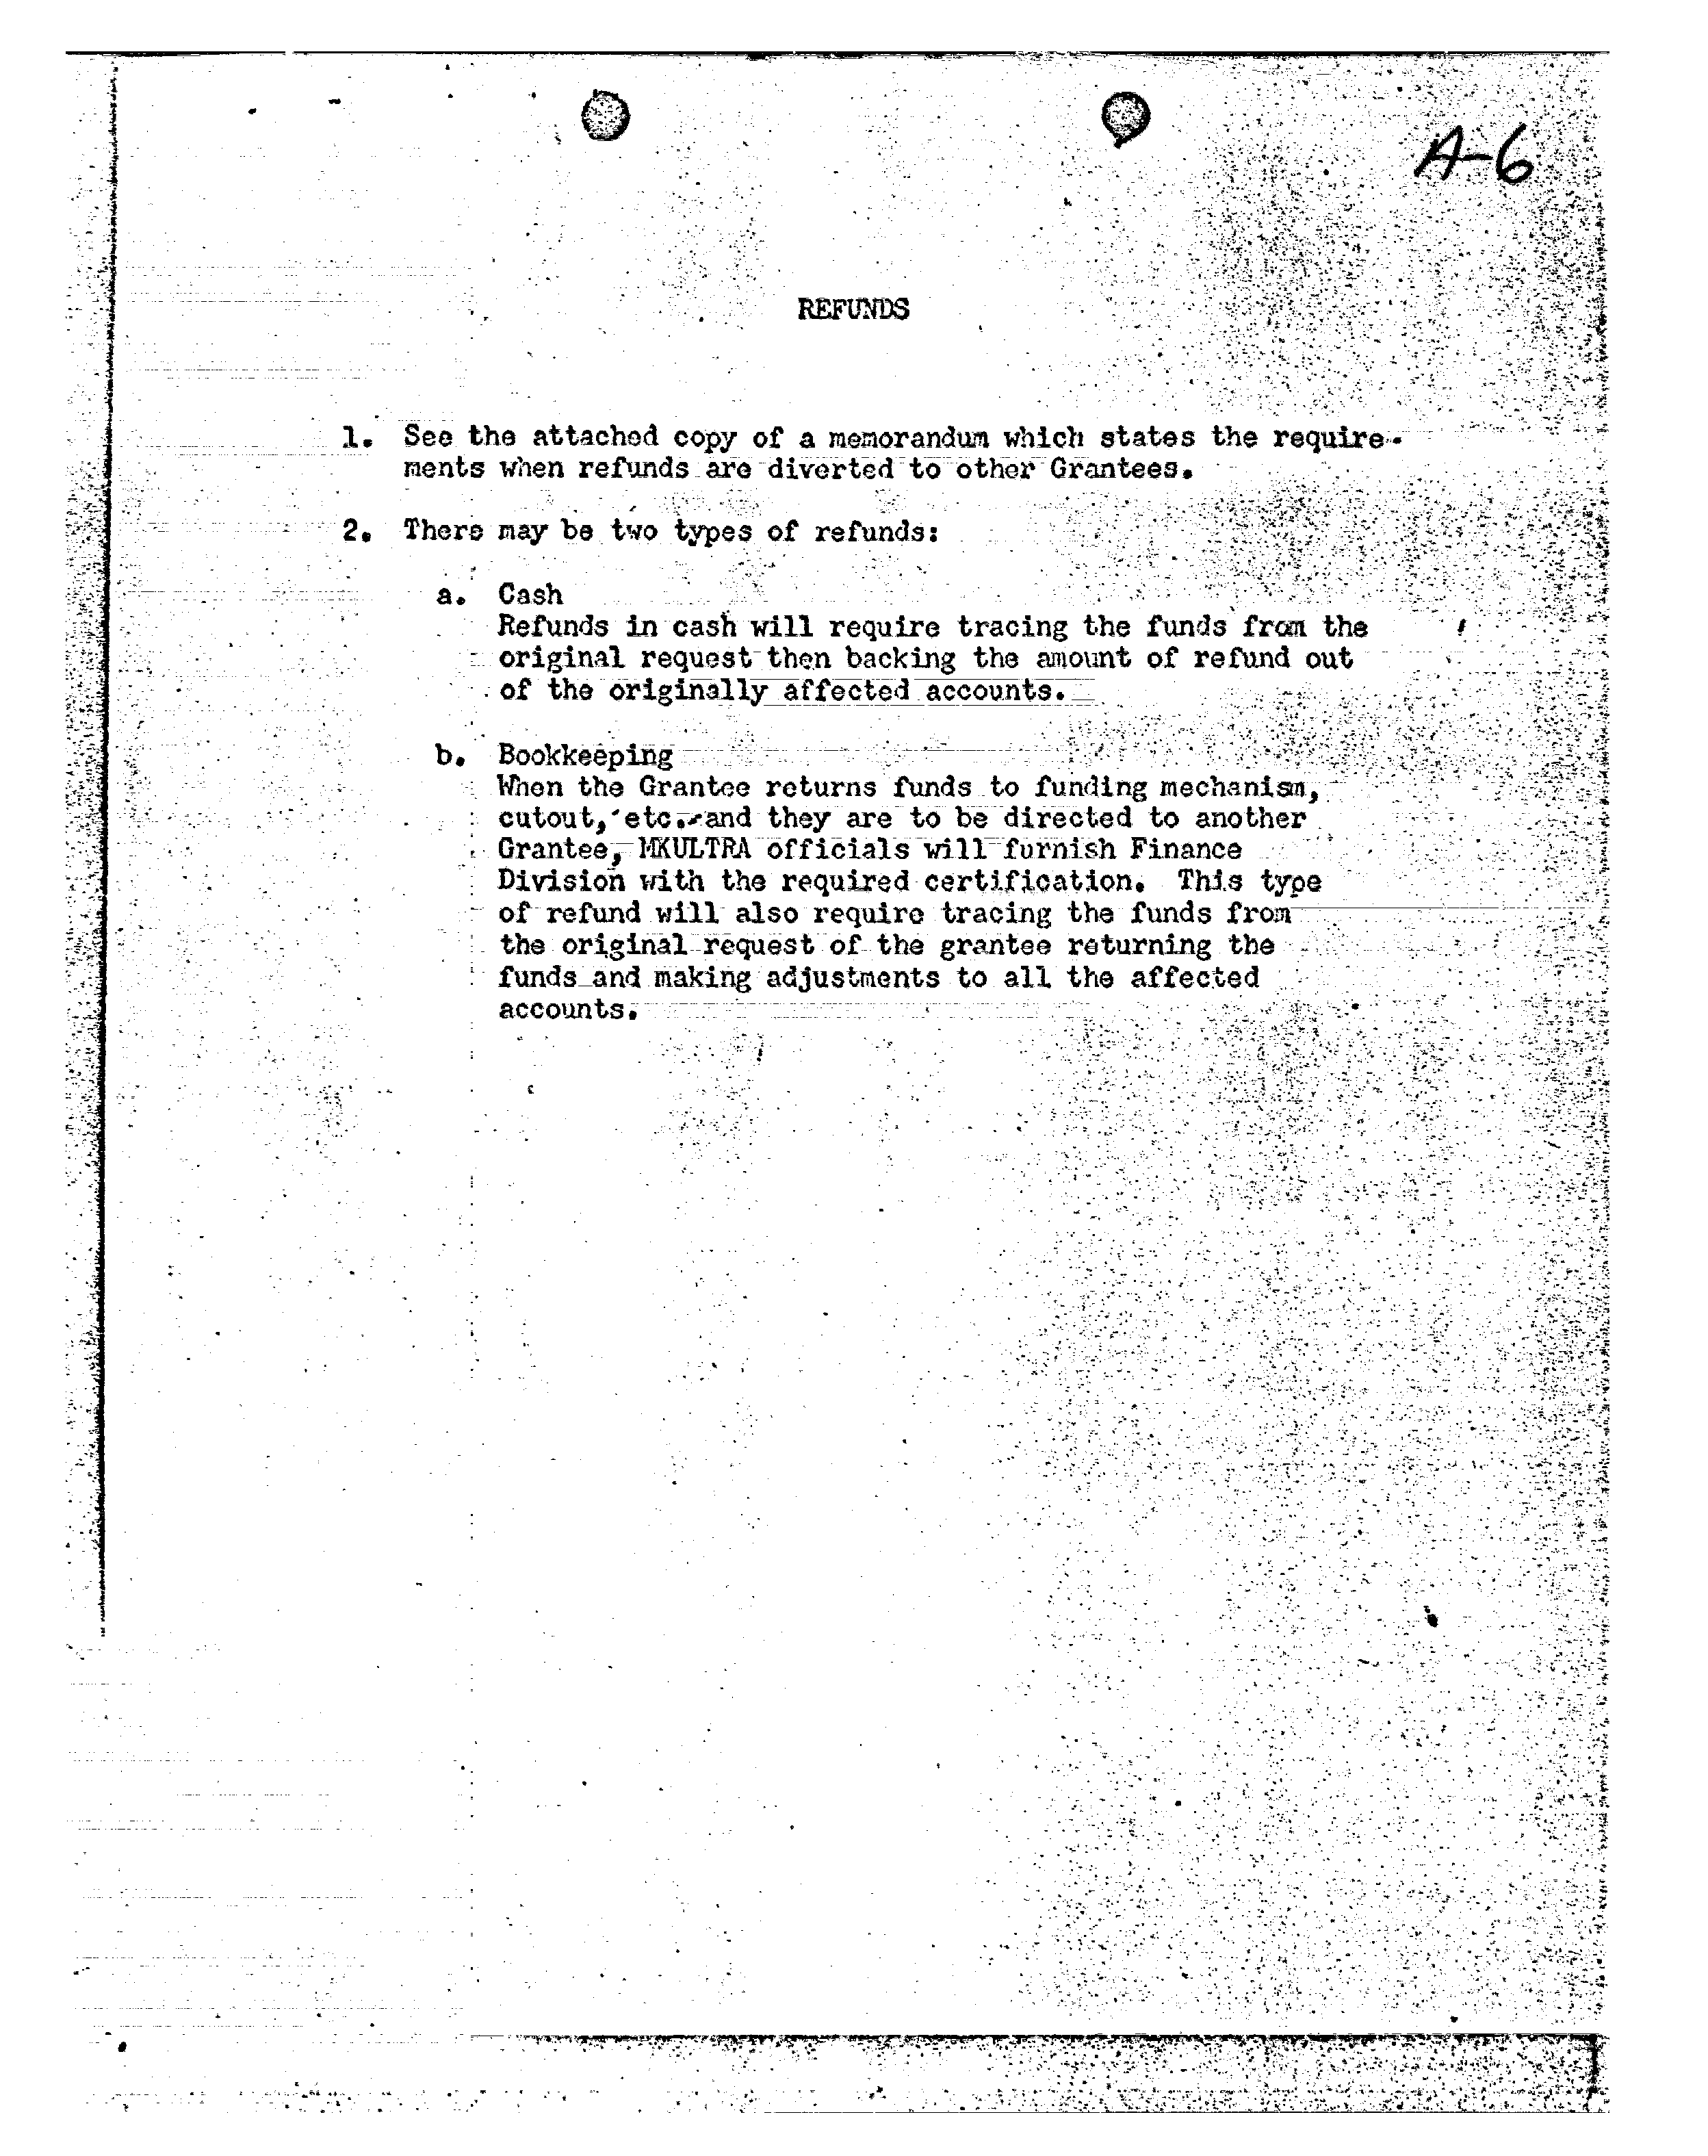 A-6
REFUNDS
1. See the attached copy of a memorandum which states the require-
ments when refunds are diverted to other Grantees.
2. There may be two types of refunds:
a. Cash
Refunds in cash will require tracing the funds from the
original request then backing the amount of refund out
of the originally affected accounts.
b. Bookkeeping
When the Grantee returns funds to funding mechanism,
cutout, etc. and they are to be directed to another
Grantee, MKULTRA officials will furnish Finance
Division with the required certification. This type
of refund will also require tracing the funds from
the original request of the grantee returning the
funds and making adjustments to all the affected
accounts.